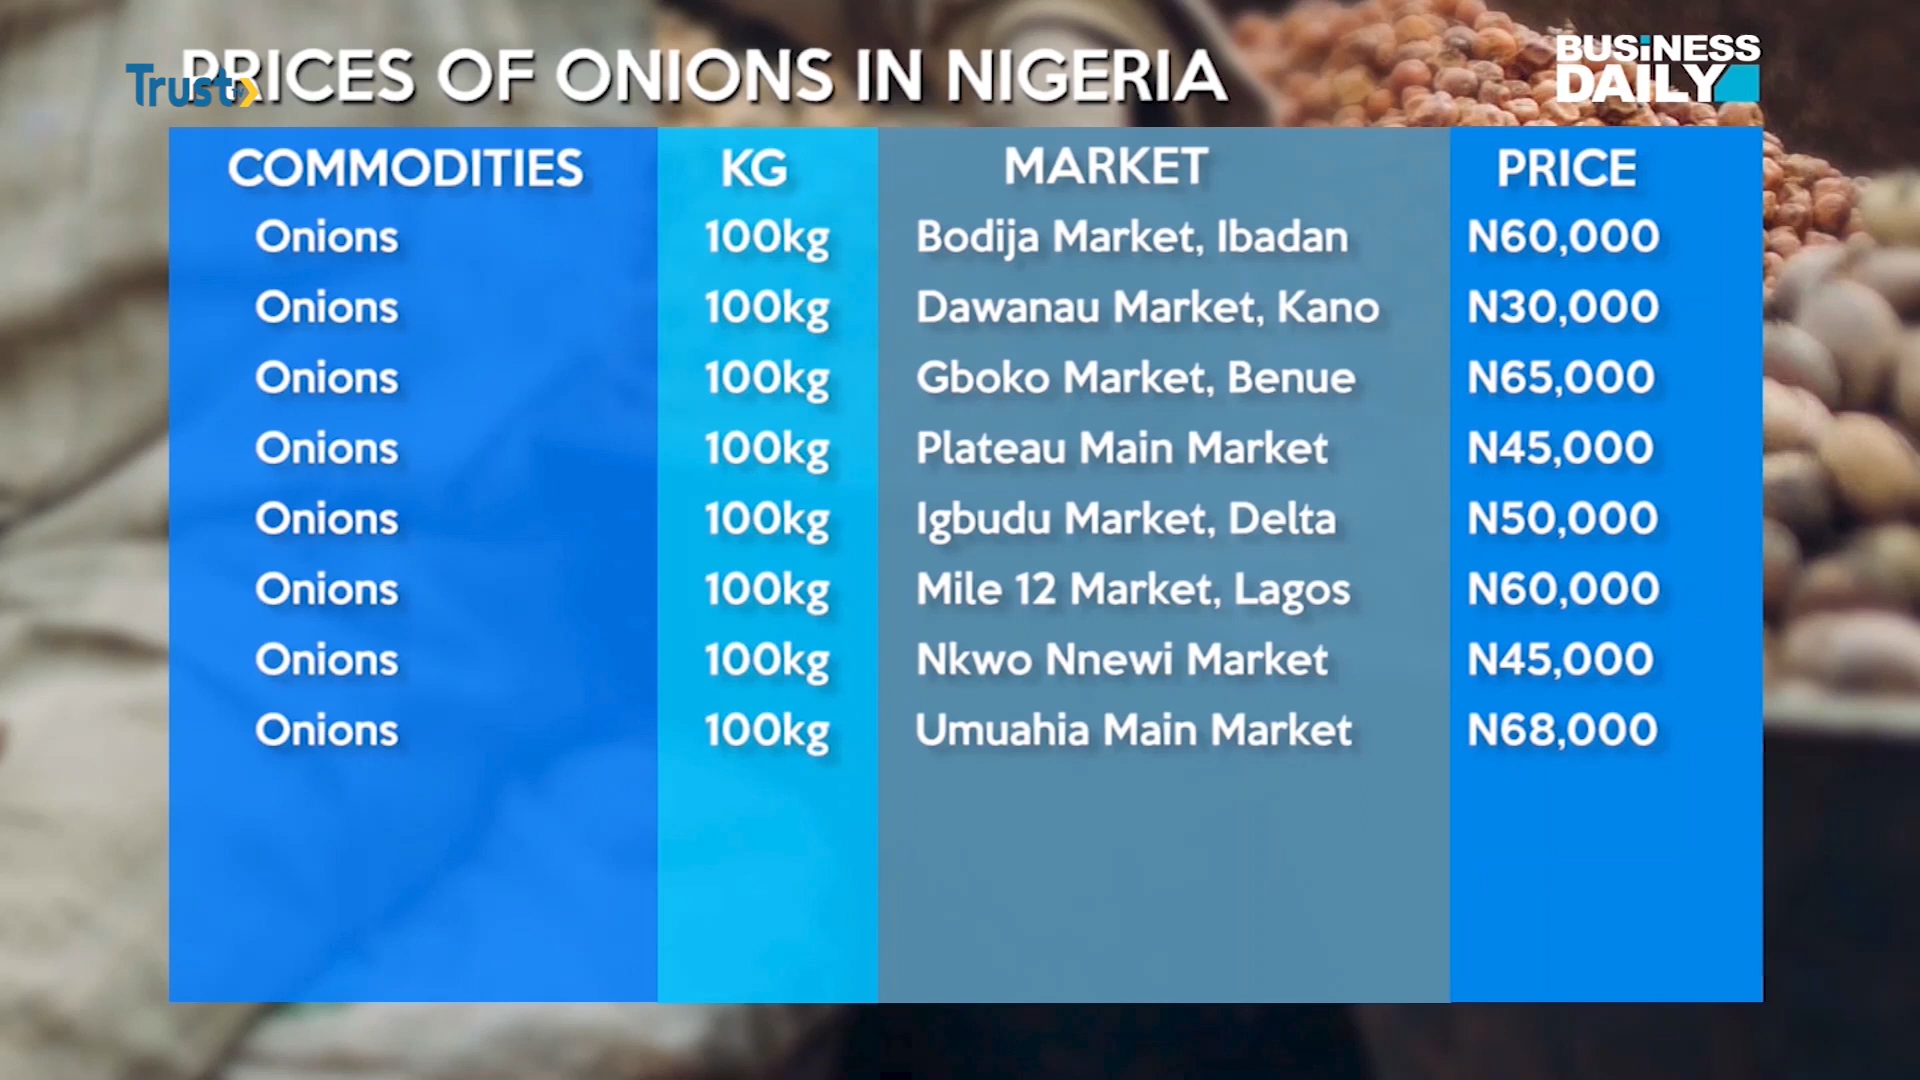 PRICES OF ONIONS IN NIGERIA
Trust TV
BUSiNESS
DAILY
COMMODITIES KG MARKET PRICE
Onions 100kg Bodija Market, Ibadan N60,000
Onions 100kg Dawanau Market, Kano N30,000
Onions 100kg Gboko Market, Benue N65,000
Onions 100kg Plateau Main Market N45,000
Onions 100kg Igbudu Market, Delta N50,000
Onions 100kg Mile 12 Market, Lagos N60,000
Onions 100kg Nkwo Nnewi Market N45,000
Onions 100kg Umuahia Main Market N68,000